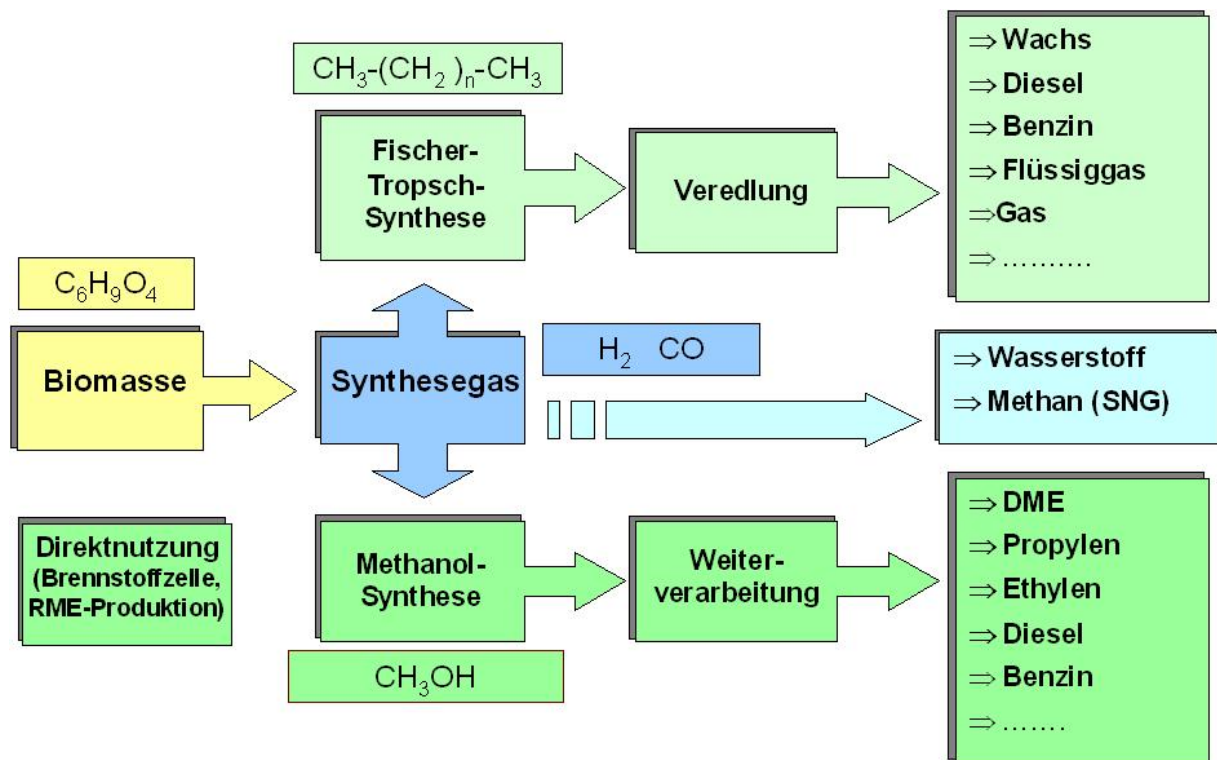 CH₃-(CH₂ )ₙ-CH₃
Fischer-
Tropsch-
Synthese
Veredlung
⇒ Wachs
⇒ Diesel
⇒ Benzin
⇒ Flüssiggas
⇒Gas
⇒ ..........
C₆H₉O₄
Biomasse
Synthesegas
H₂ CO
⇒ Wasserstoff
⇒ Methan (SNG)
Direktnutzung
(Brennstoffzelle,
RME-Produktion)
Methanol-
Synthese
CH₃OH
Weiter-
verarbeitung
⇒ DME
⇒ Propylen
⇒ Ethylen
⇒ Diesel
⇒ Benzin
⇒ .......